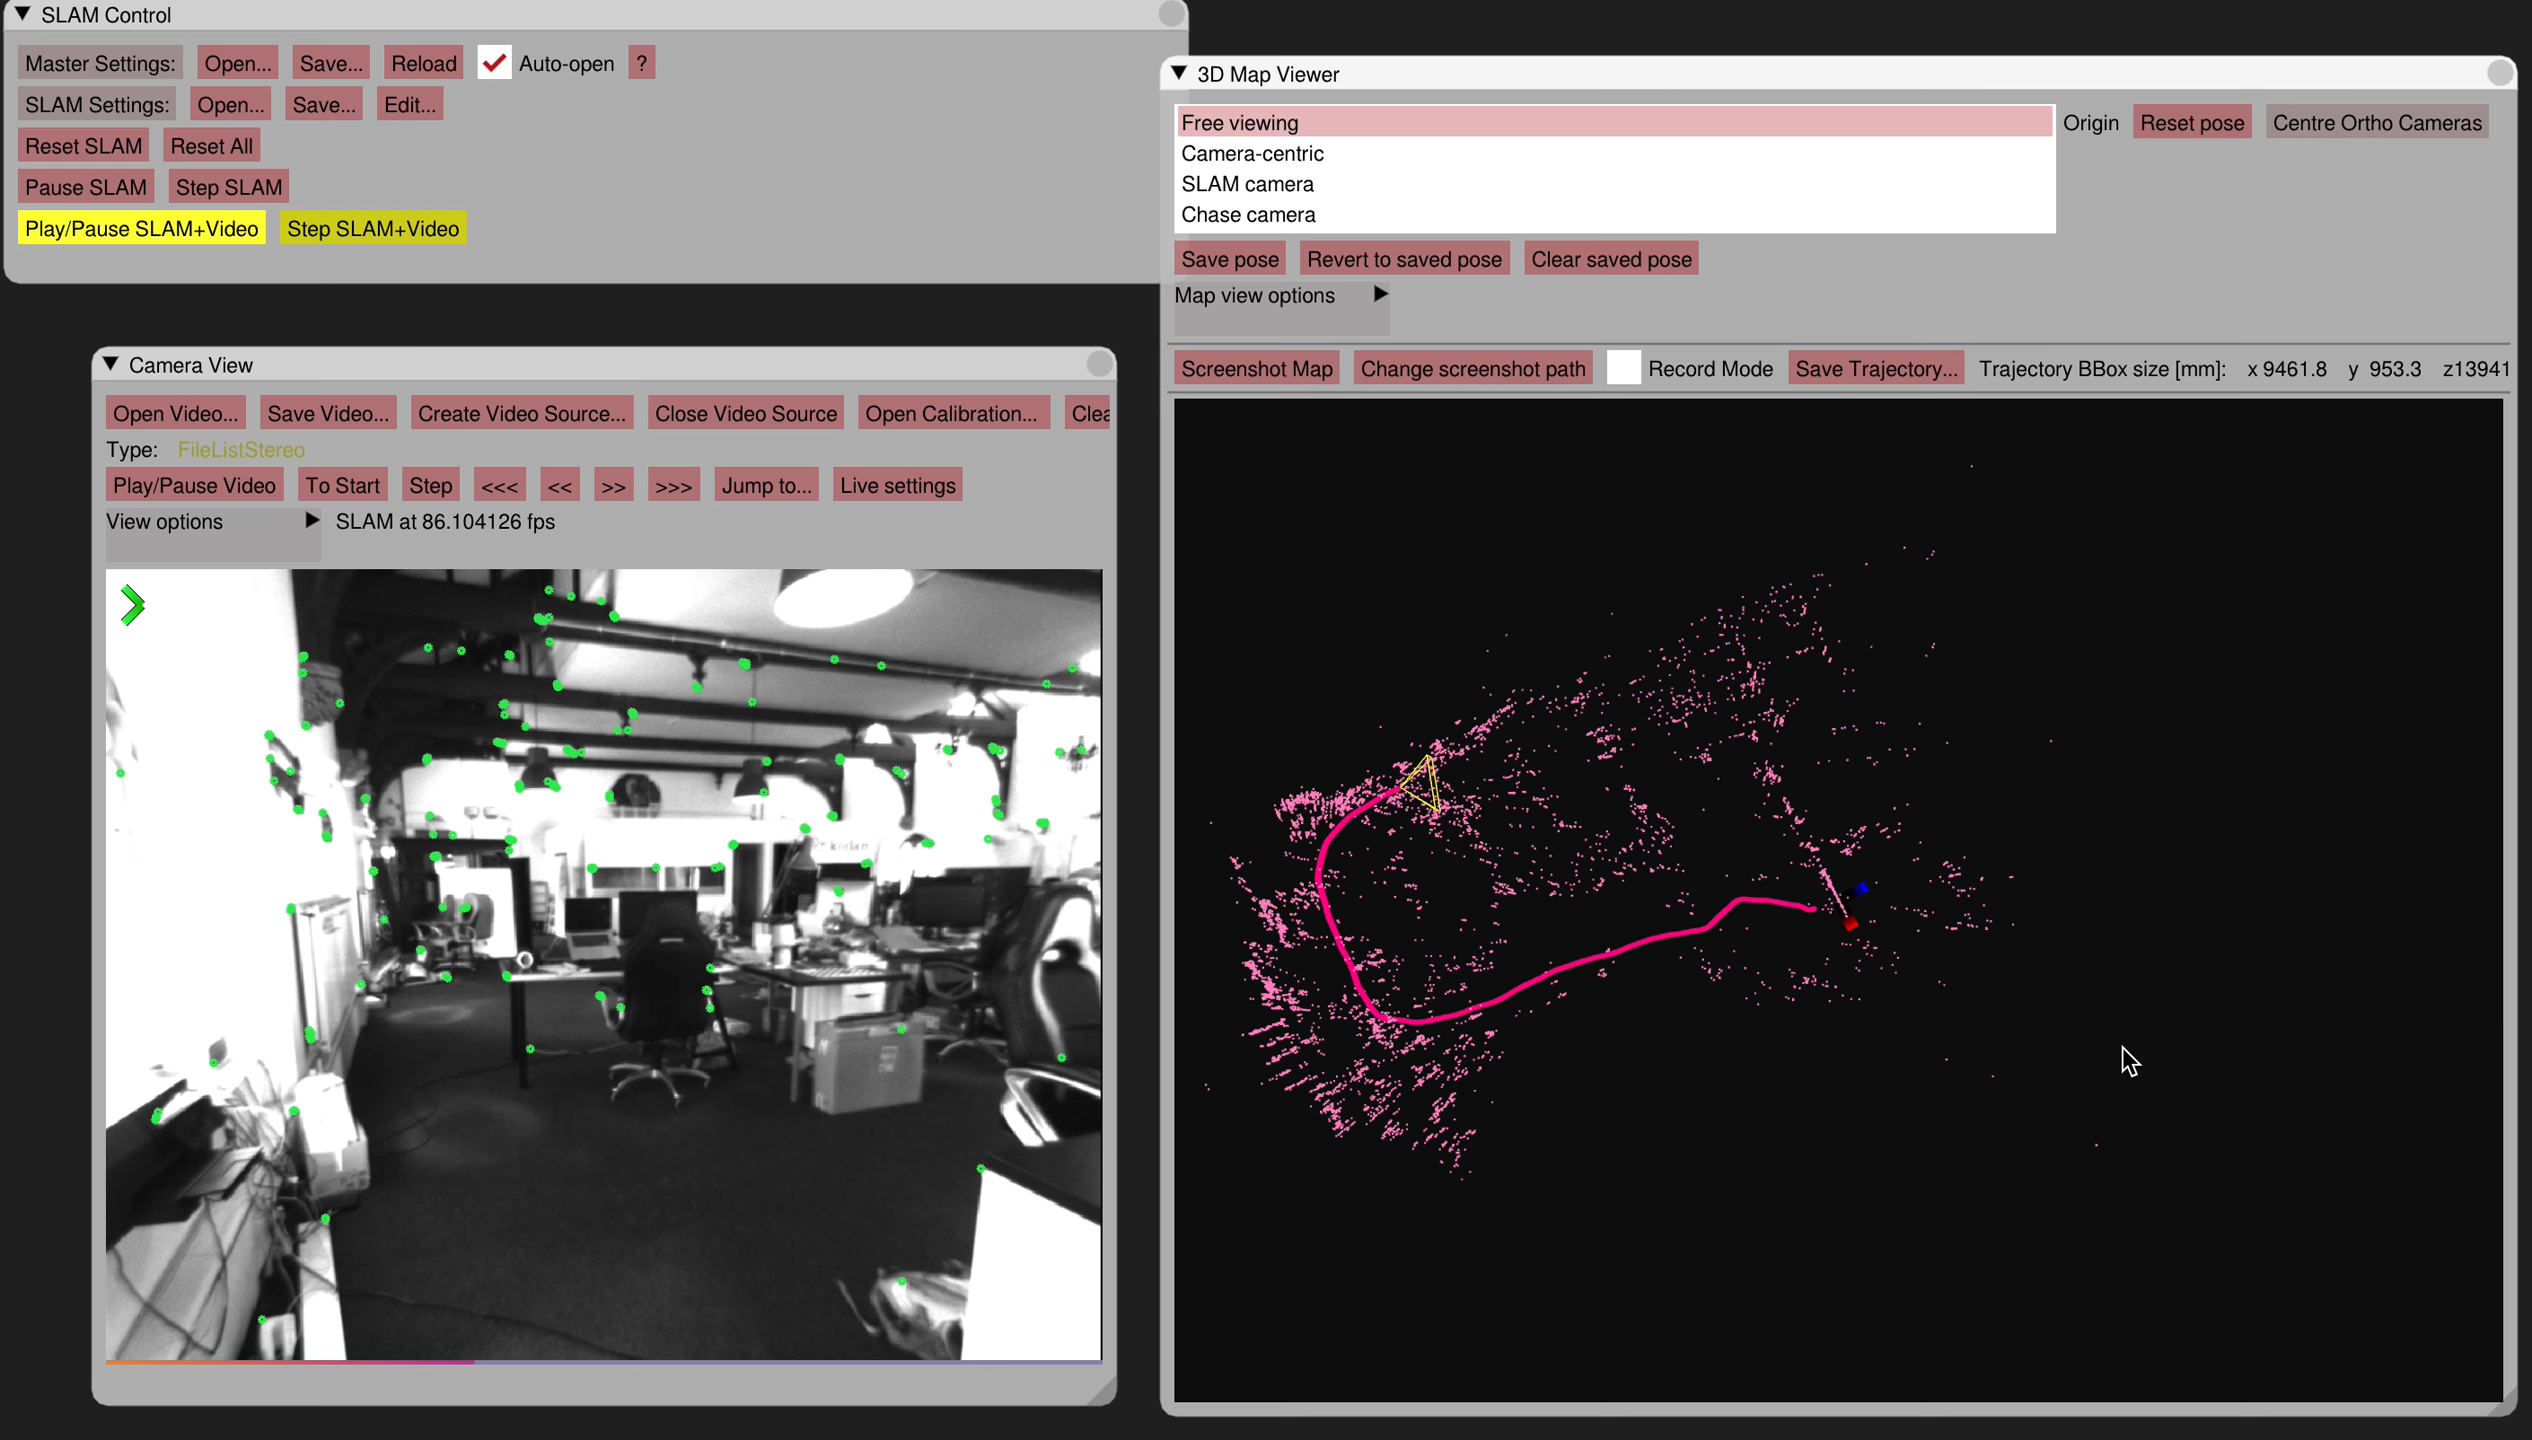 SLAM Control
Master Settings: Open... Save... Reload Auto-open ?
SLAM Settings: Open... Save... Edit...
Reset SLAM Reset All
Pause SLAM Step SLAM
Play/Pause SLAM+Video Step SLAM+Video
Camera View
Open Video... Save Video... Create Video Source... Close Video Source Open Calibration... Clea
Type: FileListStereo
Play/Pause Video To Start Step <<< << >> >>> Jump to... Live settings
View options SLAM at 86.104126 fps
3D Map Viewer
Free viewing Origin Reset pose Centre Ortho Cameras
Camera-centric
SLAM camera
Chase camera
Save pose Revert to saved pose Clear saved pose
Map view options
Screenshot Map Change screenshot path Record Mode Save Trajectory... Trajectory BBox size [mm]: x 9461.8 y 953.3 z13941